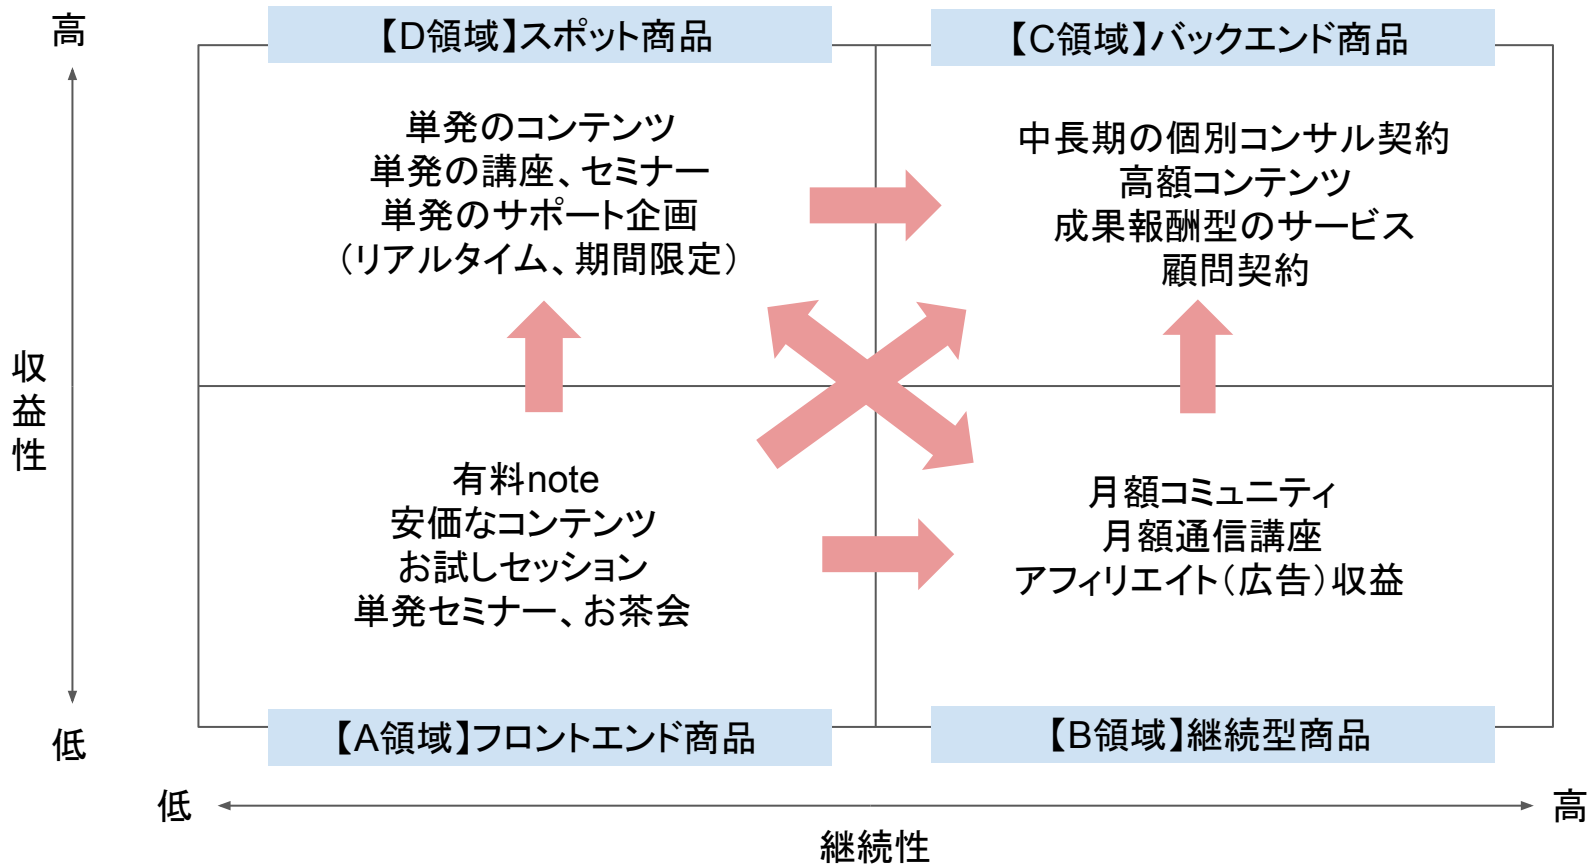 高
【D領域】スポット商品
【C領域】バックエンド商品
単発のコンテンツ
単発の講座、セミナー
単発のサポート企画
（リアルタイム、期間限定）
中長期の個別コンサル契約
高額コンテンツ
成果報酬型のサービス
顧問契約
収益性
有料note
安価なコンテンツ
お試しセッション
単発セミナー、お茶会
月額コミュニティ
月額通信講座
アフィリエイト（広告）収益
【A領域】フロントエンド商品
【B領域】継続型商品
低
低
高
継続性